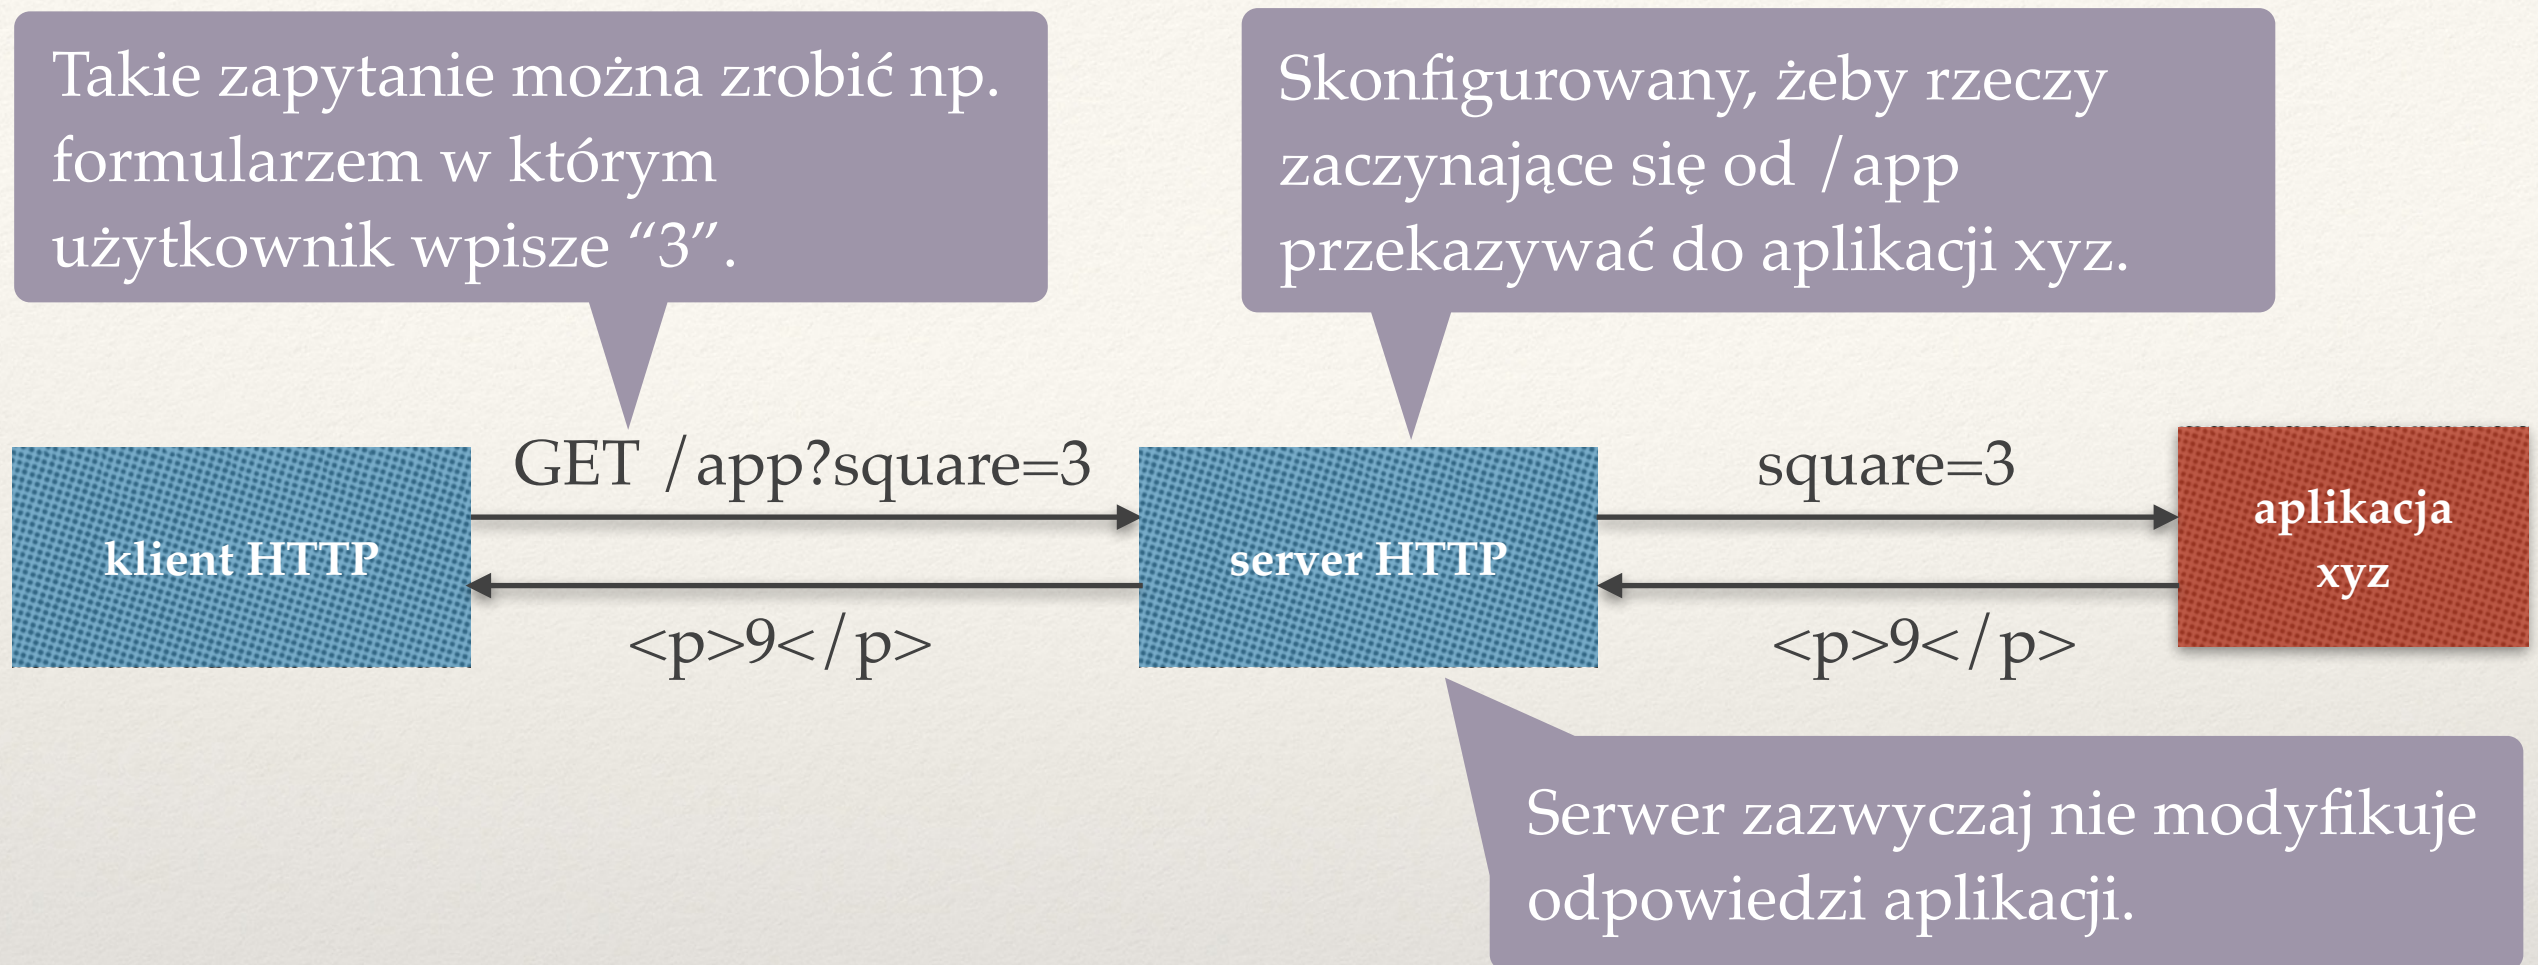 Takie zapytanie można zrobić np.
formularzem w którym
użytkownik wpisze “3”.
Skonfigurowany, żeby rzeczy
zaczynające się od /app
przekazywać do aplikacji xyz.
klient HTTP
GET /app?square=3
<p>9</p>
server HTTP
square=3
<p>9</p>
aplikacja
xyz
Serwer zazwyczaj nie modyfikuje
odpowiedzi aplikacji.